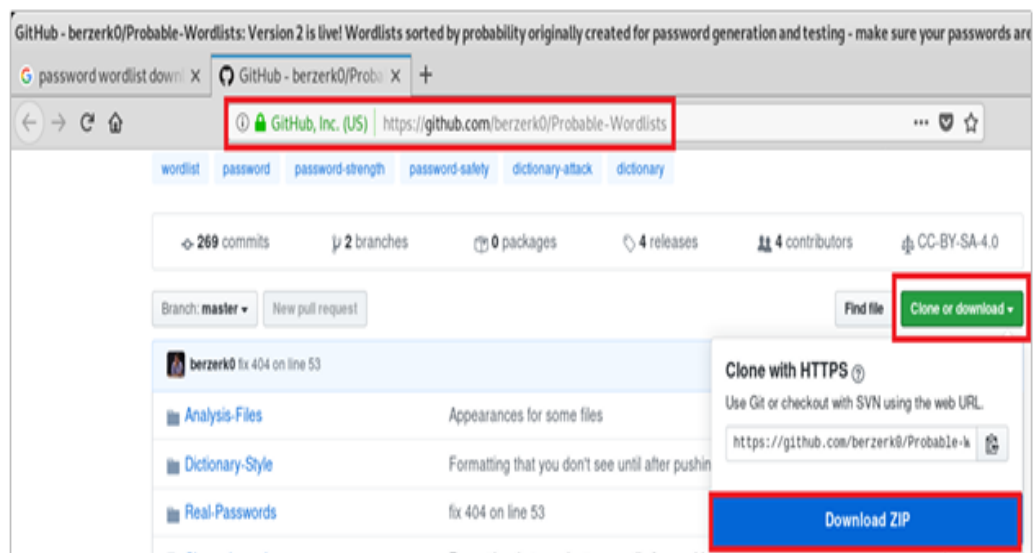 GitHub - berzerk0/Probable-Wordlists: Version 2 is live! Wordlists sorted by probability originally created for password generation and testing - make sure your passwords are
password wordlist down
GitHub - berzerk0/Proba
GitHub, Inc. (US) https://github.com/berzerk0/Probable-Wordlists
wordlist password password-strength password-safety dictionary-attack dictionary
269 commits 2 branches 0 packages 4 releases 4 contributors CC-BY-SA-4.0
Branch: master New pull request Find file Clone or download
berzerk0 fix 404 on line 53
Clone with HTTPS
Use Git or checkout with SVN using the web URL.
https://github.com/berzerk0/Probable-W
Download ZIP
Analysis-Files Appearances for some files
Dictionary-Style Formatting that you don't see until after pushin
Real-Passwords fix 404 on line 53